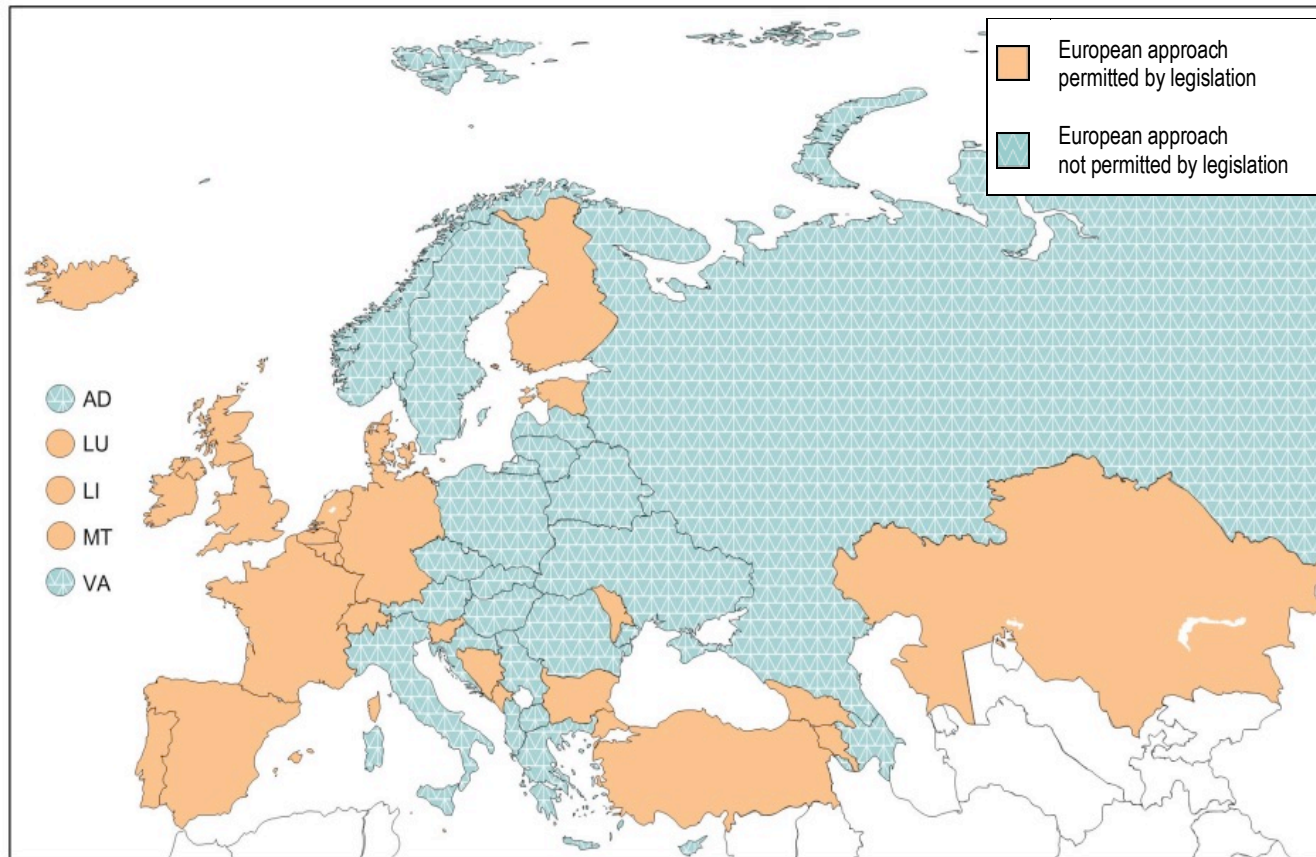 European approach
permitted by legislation
European approach
not permitted by legislation
AD
LU
LI
MT
VA